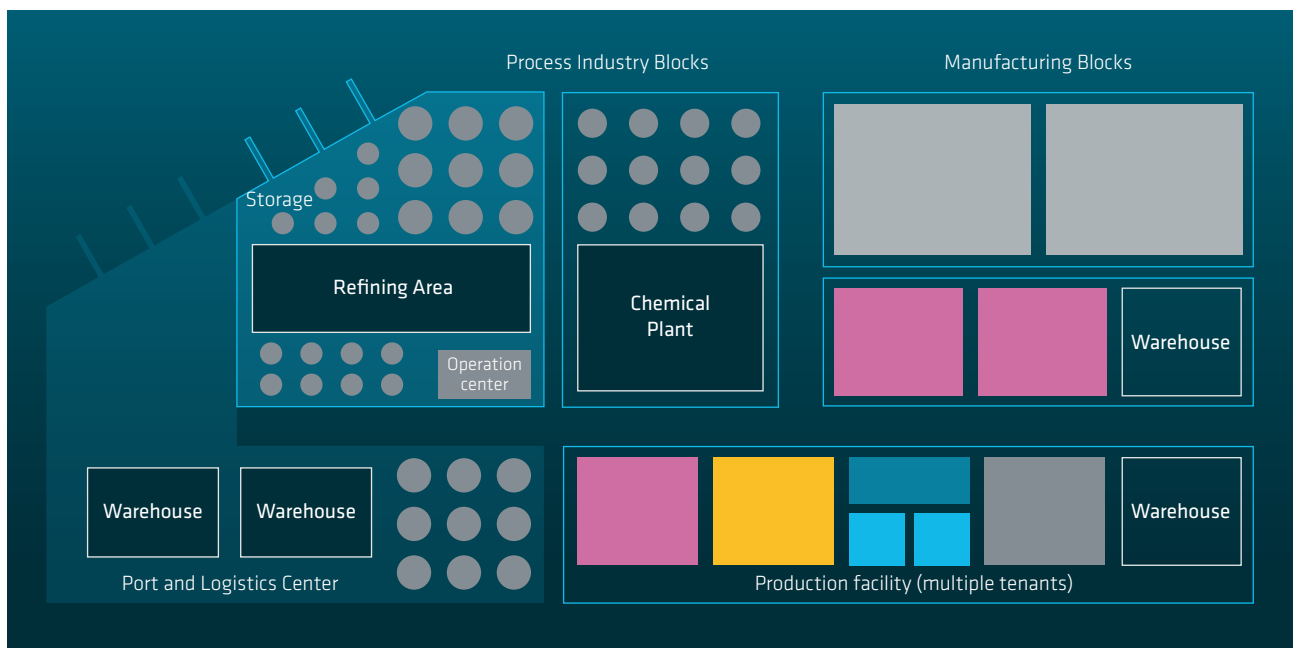 Process Industry Blocks
Manufacturing Blocks
Storage
Refining Area
Chemical
Plant
Warehouse
Operation
center
Warehouse
Warehouse
Warehouse
Port and Logistics Center
Production facility (multiple tenants)